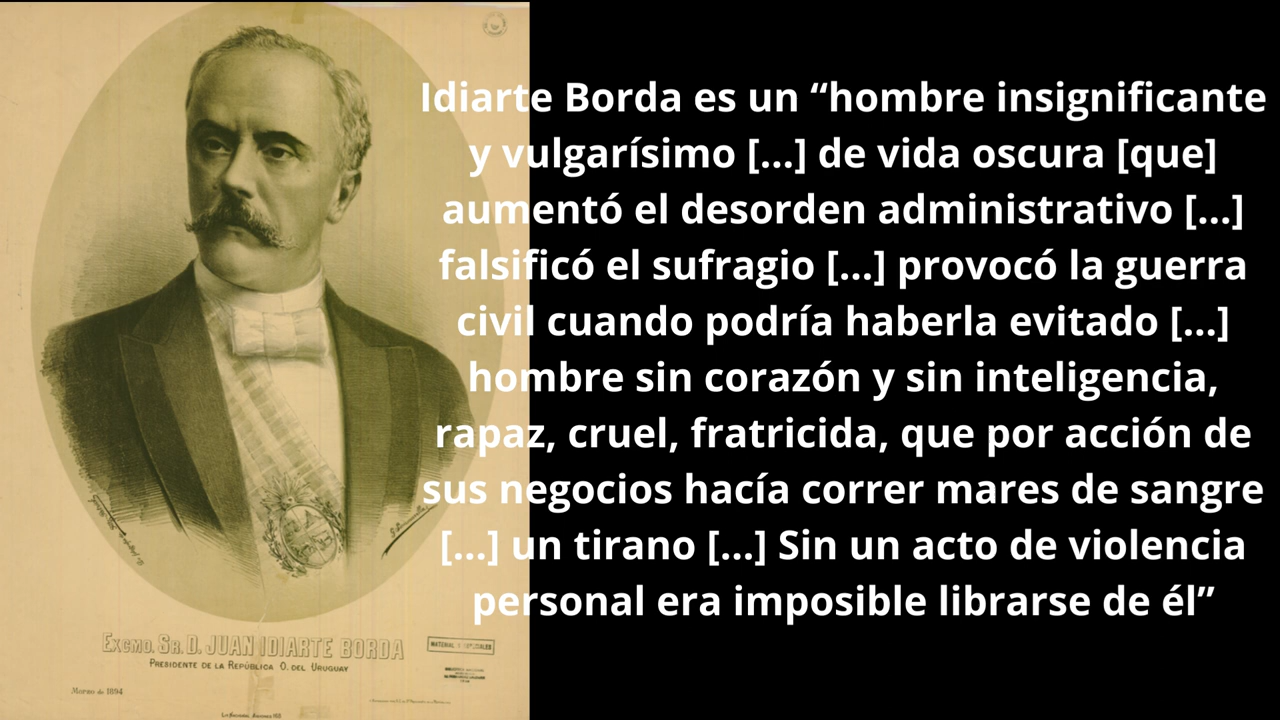 Idiarte Borda es un “hombre insignificante
y vulgarísimo [...] de vida oscura [que]
aumentó el desorden administrativo [...]
falsificó el sufragio [...] provocó la guerra
civil cuando podría haberla evitado [...]
hombre sin corazón y sin inteligencia,
rapaz, cruel, fratricida, que por acción de
sus negocios hacía correr mares de sangre
[...] un tirano [...] Sin un acto de violencia
personal era imposible librarse de él”
Excmo. Sr. D. JUAN IDIARTE BORDA
Presidente de la República O. del Uruguay
Marzo de 1894